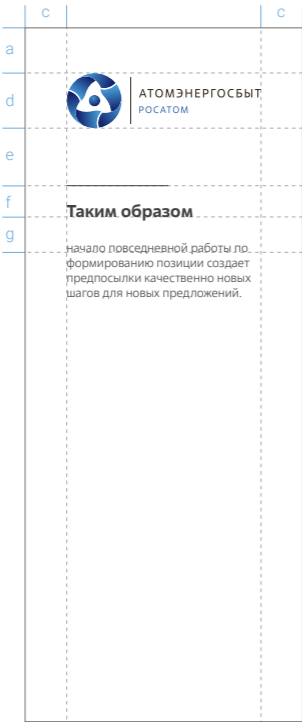 c c
a
d
АТОМЭНЕРГОСБЫТ
РОСАТОМ
e
f
Таким образом
g
начало повседневной работы по
формированию позиции создает
предпосылки качественно новых
шагов для новых предложений.